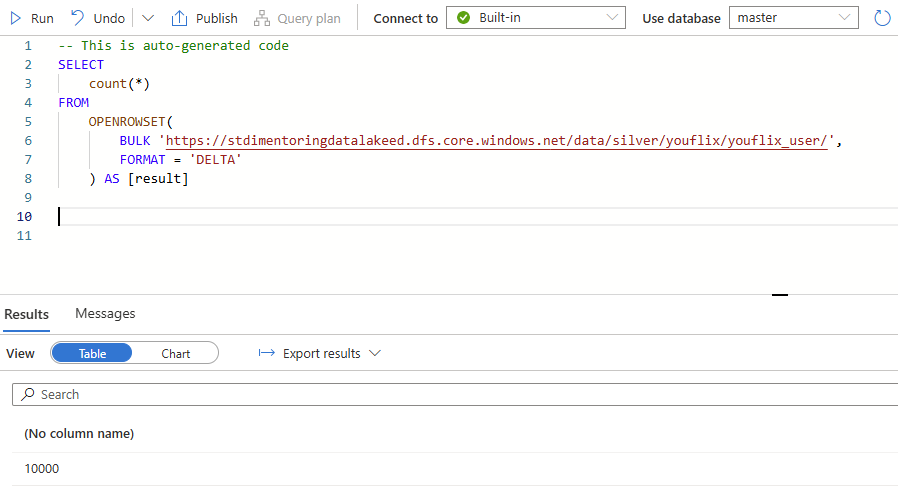 Run Undo Publish Query plan Connect to Built-in Use database master
1 -- This is auto-generated code
2 SELECT
3 count(*)
4 FROM
5 OPENROWSET(
6 BULK 'https://stdimentoringdatalakeed.dfs.core.windows.net/data/silver/youflix/youflix_user/',
7 FORMAT = 'DELTA'
8 ) AS [result]
9
10
11
Results Messages
View Table Chart Export results
Search
(No column name)
10000